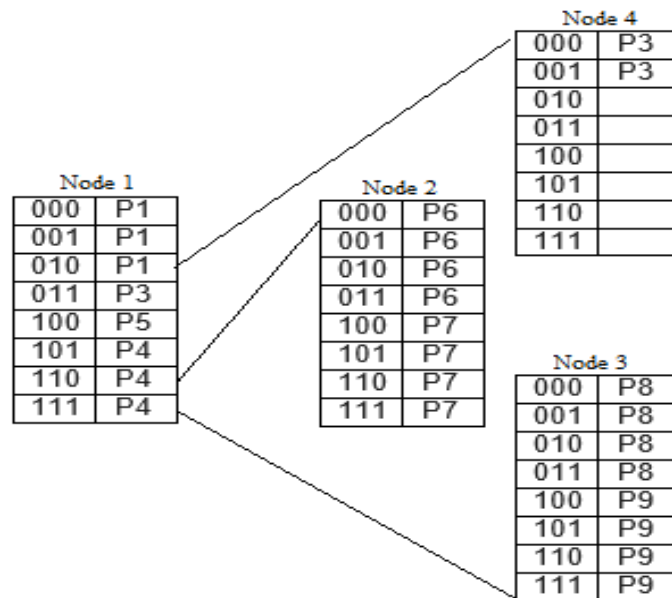 Node 1
000 P1
001 P1
010 P1
011 P3
100 P5
101 P4
110 P4
111 P4
Node 2
000 P6
001 P6
010 P6
011 P6
100 P7
101 P7
110 P7
111 P7
Node 4
000 P3
001 P3
010
011
100
101
110
111
Node 3
000 P8
001 P8
010 P8
011 P8
100 P9
101 P9
110 P9
111 P9